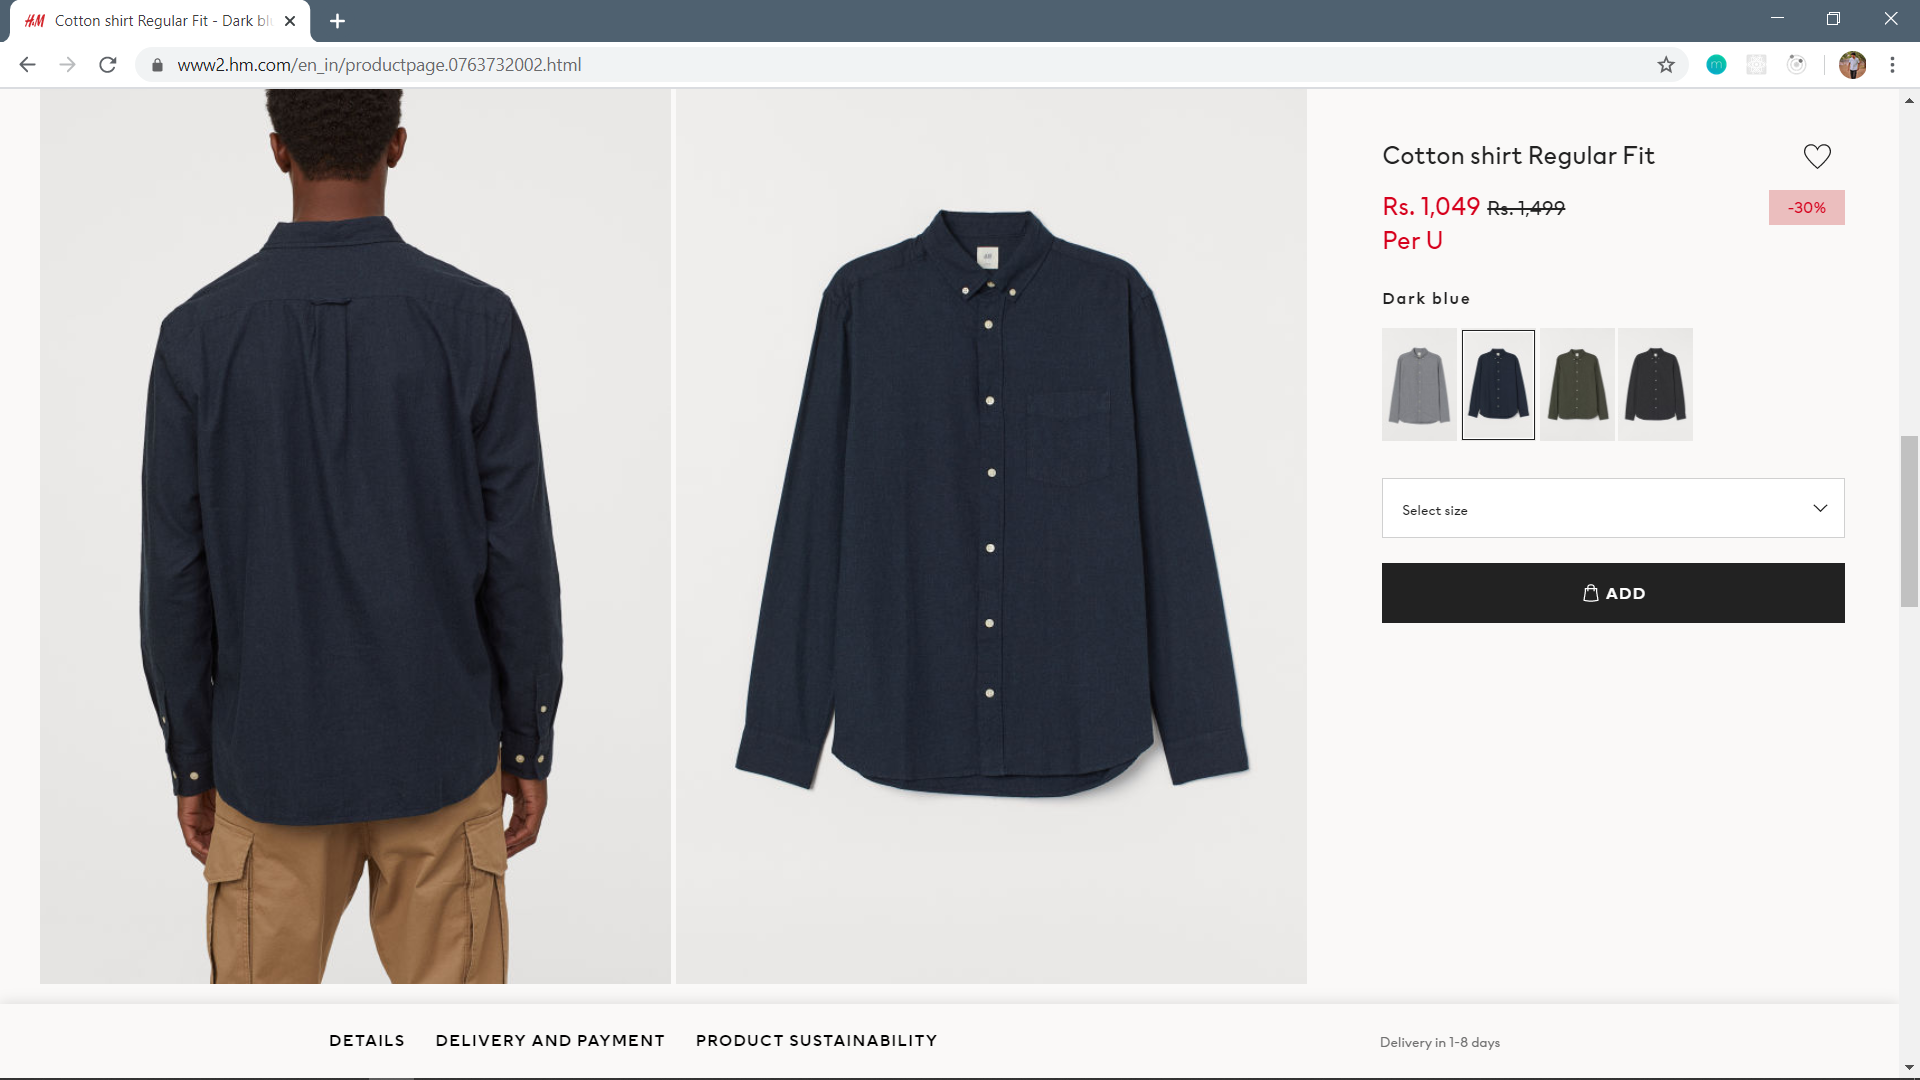 H&M Cotton shirt Regular Fit - Dark bl
www2.hm.com/en_in/productpage.0763732002.html
Cotton shirt Regular Fit
Rs. 1,049 Rs. 1,499
-30%
Per U
Dark blue
Select size
ADD
DETAILS
DELIVERY AND PAYMENT
PRODUCT SUSTAINABILITY
Delivery in 1-8 days